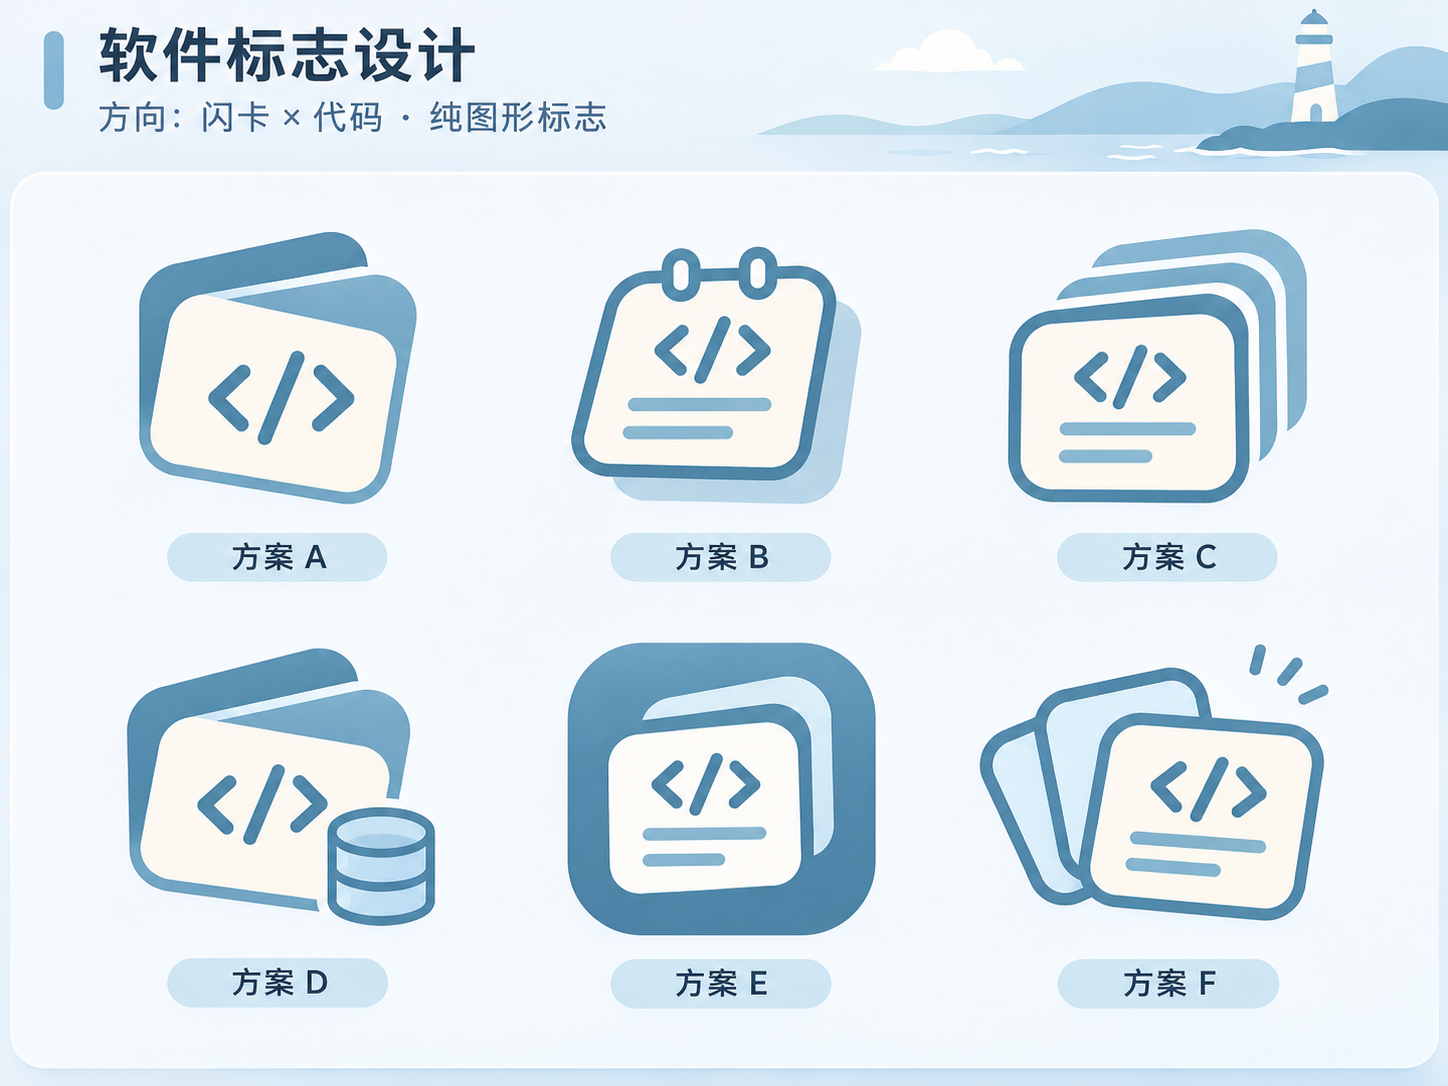 软件标志设计
方向：闪卡 × 代码 · 纯图形标志
</>
</>
</>
方案 A
方案 B
方案 C
</>
</>
</>
方案 D
方案 E
方案 F